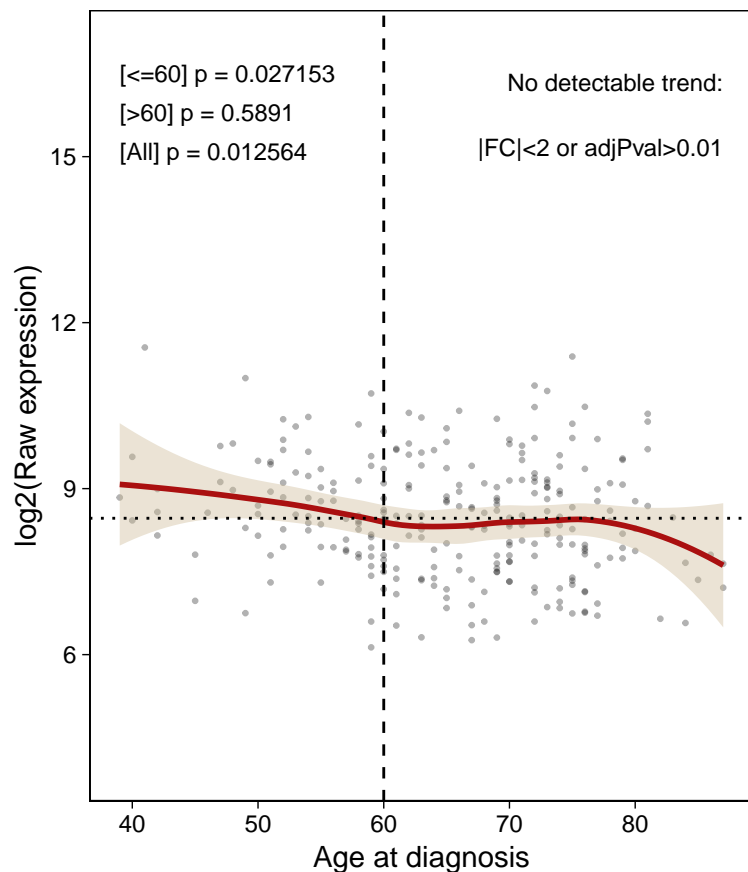 [<=60] p = 0.027153
[>60] p = 0.5891
[All] p = 0.012564
No detectable trend:
|FC|<2 or adjPval>0.01
log2(Raw expression)
15
12
9
6
40
50
60
70
80
Age at diagnosis